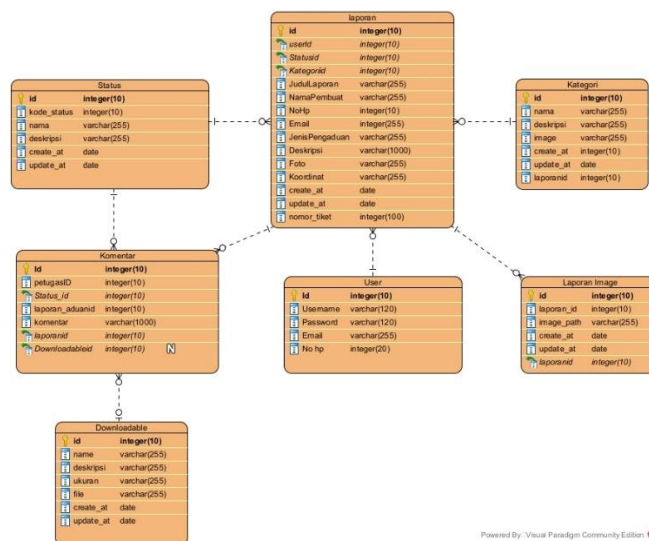 laporan
id integer(10)
userId integer(10)
Statusid integer(10)
Kategoriid integer(10)
JudulLaporan varchar(255)
NamaPembuat varchar(255)
NoHp integer(10)
Email integer(255)
JenisPengaduan varchar(255)
Deskripsi varchar(1000)
Foto varchar(255)
Koordinat varchar(255)
create_at date
update_at date
nomor_tiket integer(100)
Status
id integer(10)
kode_status integer(10)
nama varchar(255)
deskripsi varchar(255)
create_at date
update_at date
Kategori
id integer(10)
nama varchar(255)
deskripsi varchar(255)
image varchar(255)
create_at integer(10)
update_at date
laporanid integer(10)
Komentar
Id integer(10)
petugasID integer(10)
Status_id integer(10)
laporan_aduanid integer(10)
komentar varchar(1000)
laporanid integer(10)
Downloadableid integer(10) N
User
Id integer(10)
Username varchar(120)
Password varchar(120)
Email varchar(255)
No hp integer(20)
Laporan Image
id integer(10)
laporan_id integer(10)
image_path varchar(255)
create_at date
update_at date
laporanid integer(10)
Downloadable
id integer(10)
name varchar(255)
deskripsi varchar(255)
ukuran varchar(255)
file varchar(255)
create_at date
update_at date
Powered By: Visual Paradigm Community Edition